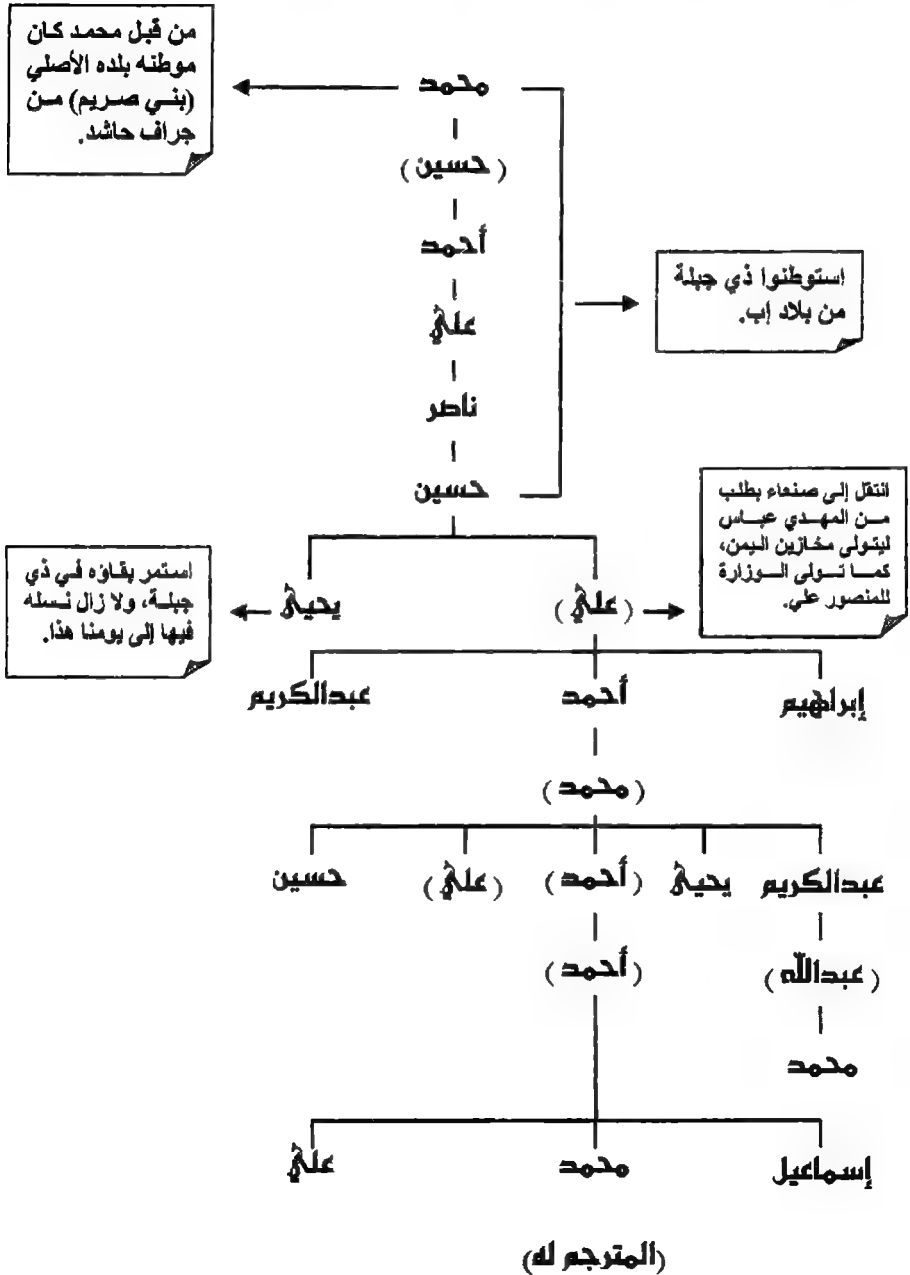 من قبل محمد كان
موطنه بلده الأصلي
(بني صريم) من
جراف حاشد.
محمد
(حسين)
أحمد
علي
ناصر
حسين
استوطنوا ذي جبلة
من بلاد إب.
انتقل إلى صنعاء بطلب
من المهدي عباس
ليتولى مخازين اليمن،
كما تولى الوزارة
للمنصور علي.
(علي)
يحيى
استمر بقاؤه في ذي
جبلة، ولا زال نسله
فيها إلى يومنا هذا.
إبراهيم أحمد عبدالكريم
(محمد)
عبدالكريم يحيى (أحمد) (علي) حسين
(عبدالله) (أحمد)
محمد
إسماعيل محمد علي
(المترجم له)